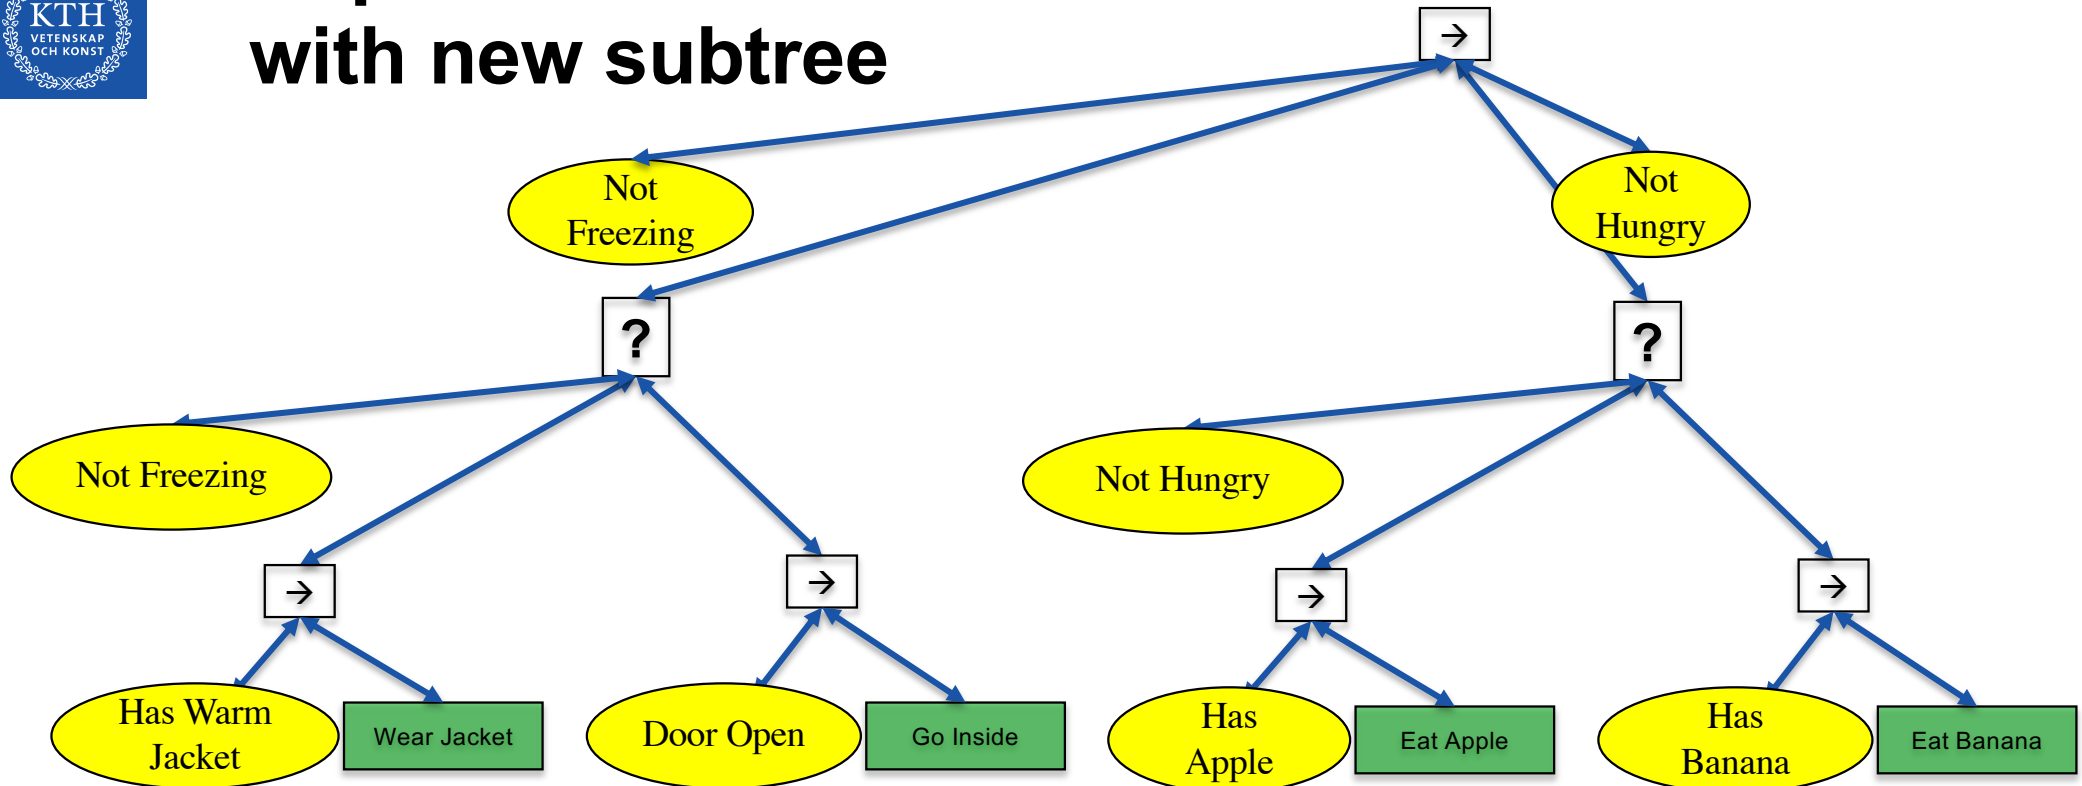 KTH
VETENSKAP
OCH KONST
with new subtree
→
Not
Freezing
Not
Hungry
?
?
Not Freezing
Not Hungry
→
→
→
→
Has Warm
Jacket
Wear Jacket
Door Open
Go Inside
Has
Apple
Eat Apple
Has
Banana
Eat Banana